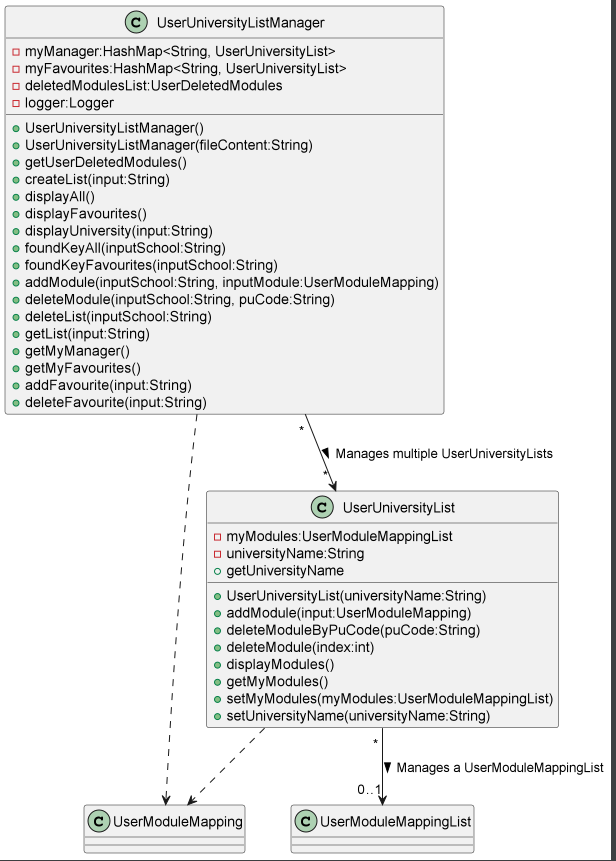 C UserUniversityListManager
myManager:HashMap<String, UserUniversityList>
myFavourites:HashMap<String, UserUniversityList>
deletedModulesList:UserDeletedModules
logger:Logger
UserUniversityListManager()
UserUniversityListManager(fileContent:String)
getUserDeletedModules()
createList(input:String)
displayAll()
displayFavourites()
displayUniversity(input:String)
foundKeyAll(inputSchool:String)
foundKeyFavourites(inputSchool:String)
addModule(inputSchool:String, inputModule:UserModuleMapping)
deleteModule(inputSchool:String, puCode:String)
deleteList(inputSchool:String)
getList(input:String)
getMyManager()
getMyFavourites()
addFavourite(input:String)
deleteFavourite(input:String)
*
Manages multiple UserUniversityLists
*
C UserUniversityList
myModules:UserModuleMappingList
universityName:String
getUniversityName
UserUniversityList(universityName:String)
addModule(input:UserModuleMapping)
deleteModuleByPuCode(puCode:String)
deleteModule(index:int)
displayModules()
getMyModules()
setMyModules(myModules:UserModuleMappingList)
setUniversityName(universityName:String)
*
Manages a UserModuleMappingList
0..1
C UserModuleMapping
C UserModuleMappingList